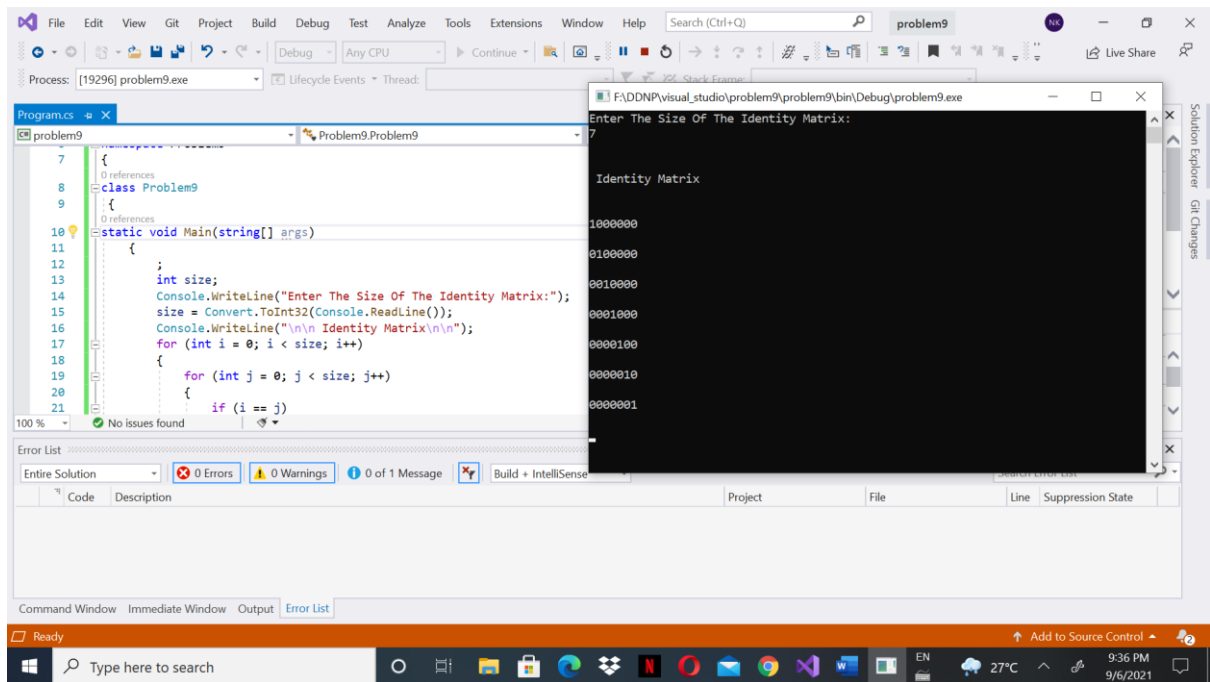 File Edit View Git Project Build Debug Test Analyze Tools Extensions Window Help Search (Ctrl+Q) problem9 NK
Debug Any CPU Continue Live Share
Process: [19296] problem9.exe Lifecycle Events Thread: Stack Frame:
Program.cs
problem9 Problem9.Problem9
7 {
0 references
8 class Problem9
9 {
0 references
10 static void Main(string[] args)
11 {
12 ;
13 int size;
14 Console.WriteLine("Enter The Size Of The Identity Matrix:");
15 size = Convert.ToInt32(Console.ReadLine());
16 Console.WriteLine("\n\n Identity Matrix\n\n");
17 for (int i = 0; i < size; i++)
18 {
19 for (int j = 0; j < size; j++)
20 {
21 if (i == j)
100 % No issues found
F:\DDNP\visual_studio\problem9\problem9\bin\Debug\problem9.exe
Enter The Size Of The Identity Matrix:
7
Identity Matrix
1000000
0100000
0010000
0001000
0000100
0000010
0000001
Solution Explorer
Git Changes
Error List
Entire Solution 0 Errors 0 Warnings 0 of 1 Message Build + IntelliSense Search Error List
Code Description Project File Line Suppression State
Command Window Immediate Window Output Error List
Ready Add to Source Control 2
Type here to search N W EN 27°C 9:36 PM
9/6/2021